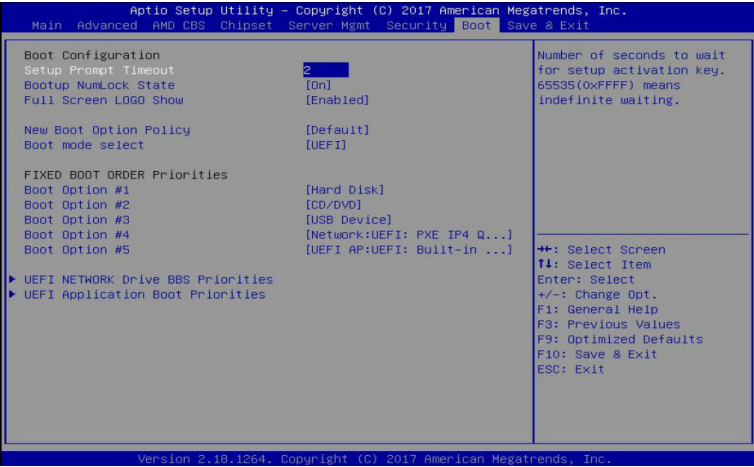 Aptio Setup Utility – Copyright (C) 2017 American Megatrends, Inc.
Main Advanced AMD CBS Chipset Server Mgmt Security Boot Save & Exit
Boot Configuration
Setup Prompt Timeout 2
Bootup NumLock State [On]
Full Screen LOGO Show [Enabled]
New Boot Option Policy [Default]
Boot mode select [UEFI]
FIXED BOOT ORDER Priorities
Boot Option #1 [Hard Disk]
Boot Option #2 [CD/DVD]
Boot Option #3 [USB Device]
Boot Option #4 [Network:UEFI: PXE IP4 Q...]
Boot Option #5 [UEFI AP:UEFI: Built-in ...]
UEFI NETWORK Drive BBS Priorities
UEFI Application Boot Priorities
Number of seconds to wait
for setup activation key.
65535(0xFFFF) means
indefinite waiting.
→←: Select Screen
↑↓: Select Item
Enter: Select
+/-: Change Opt.
F1: General Help
F3: Previous Values
F9: Optimized Defaults
F10: Save & Exit
ESC: Exit
Version 2.18.1264. Copyright (C) 2017 American Megatrends, Inc.